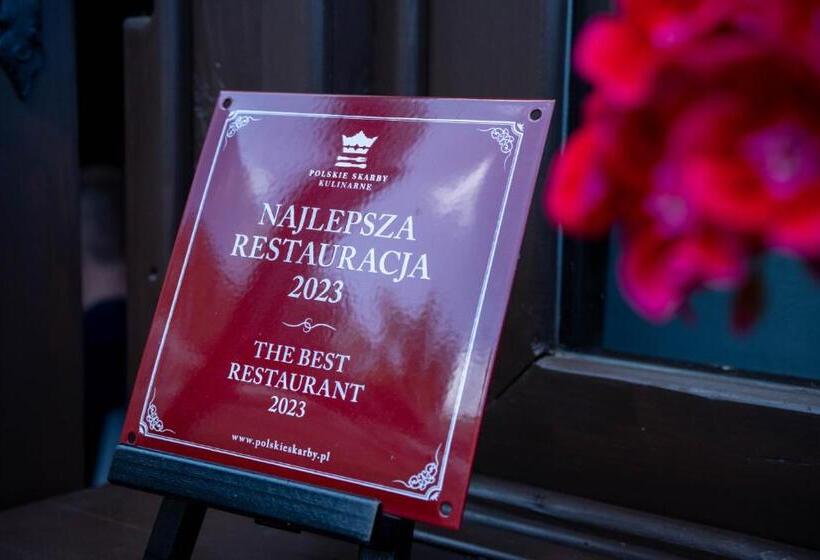 POLSKIE SKARBY
KULINARNE
NAJLEPSZA
RESTAURACJA
2023
THE BEST
RESTAURANT
2023
www.polskieskarby.pl